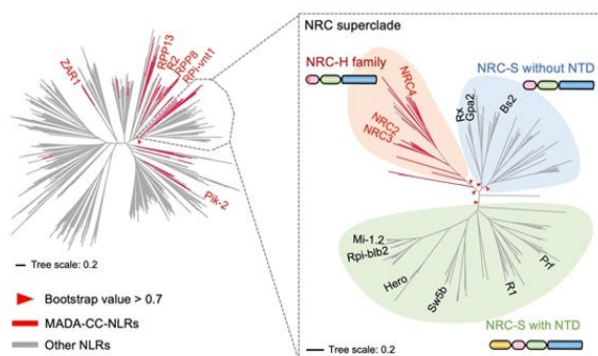 ZAR1
RPP13
R2
RPP8
RPi-vnt1
Pik-2
Tree scale: 0.2
Bootstrap value > 0.7
MADA-CC-NLRs
Other NLRs
NRC superclade
NRC-H family
NRC-S without NTD
NRC4
NRC2
NRC3
Rx
Gpa2
Bs2
Mi-1.2
Rpi-blb2
Hero
Sw5b
R1
Prf
NRC-S with NTD
Tree scale: 0.2